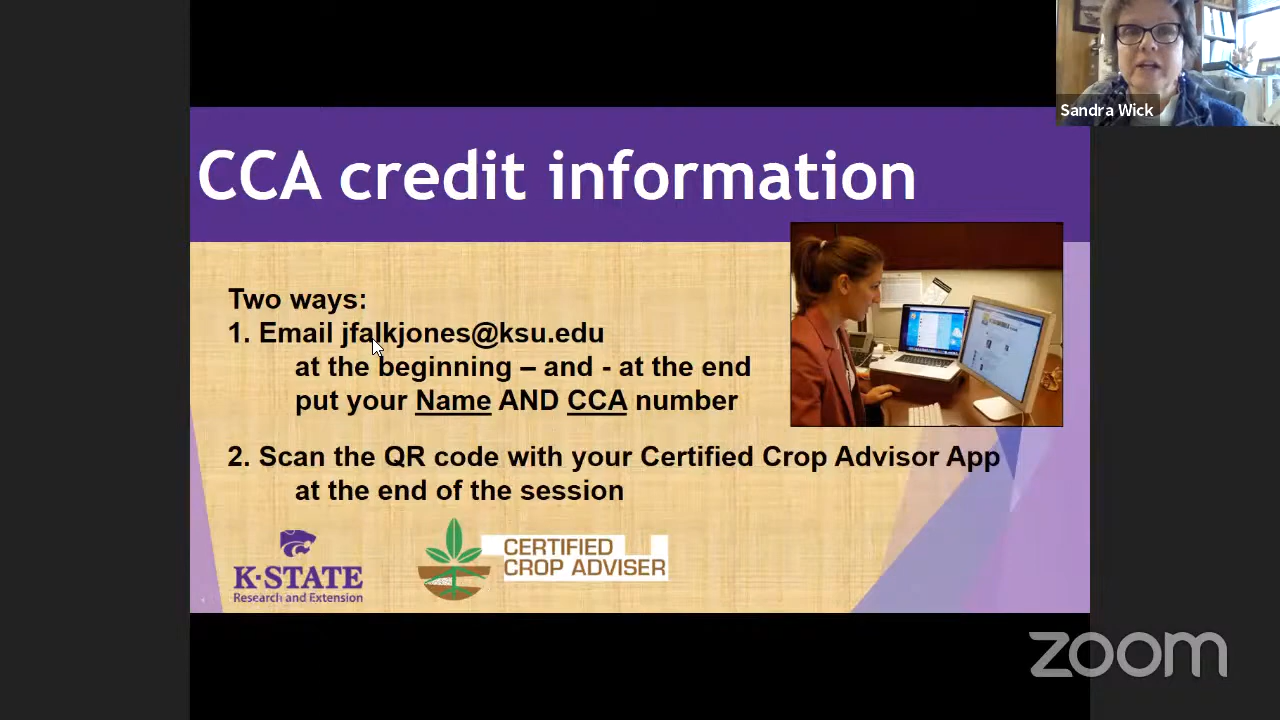 Sandra Wick
CCA credit information
Two ways:
1. Email jfalkjones@ksu.edu
at the beginning – and - at the end
put your Name AND CCA number
2. Scan the QR code with your Certified Crop Advisor App
at the end of the session
K-STATE
Research and Extension
CERTIFIED
CROP ADVISER
zoom